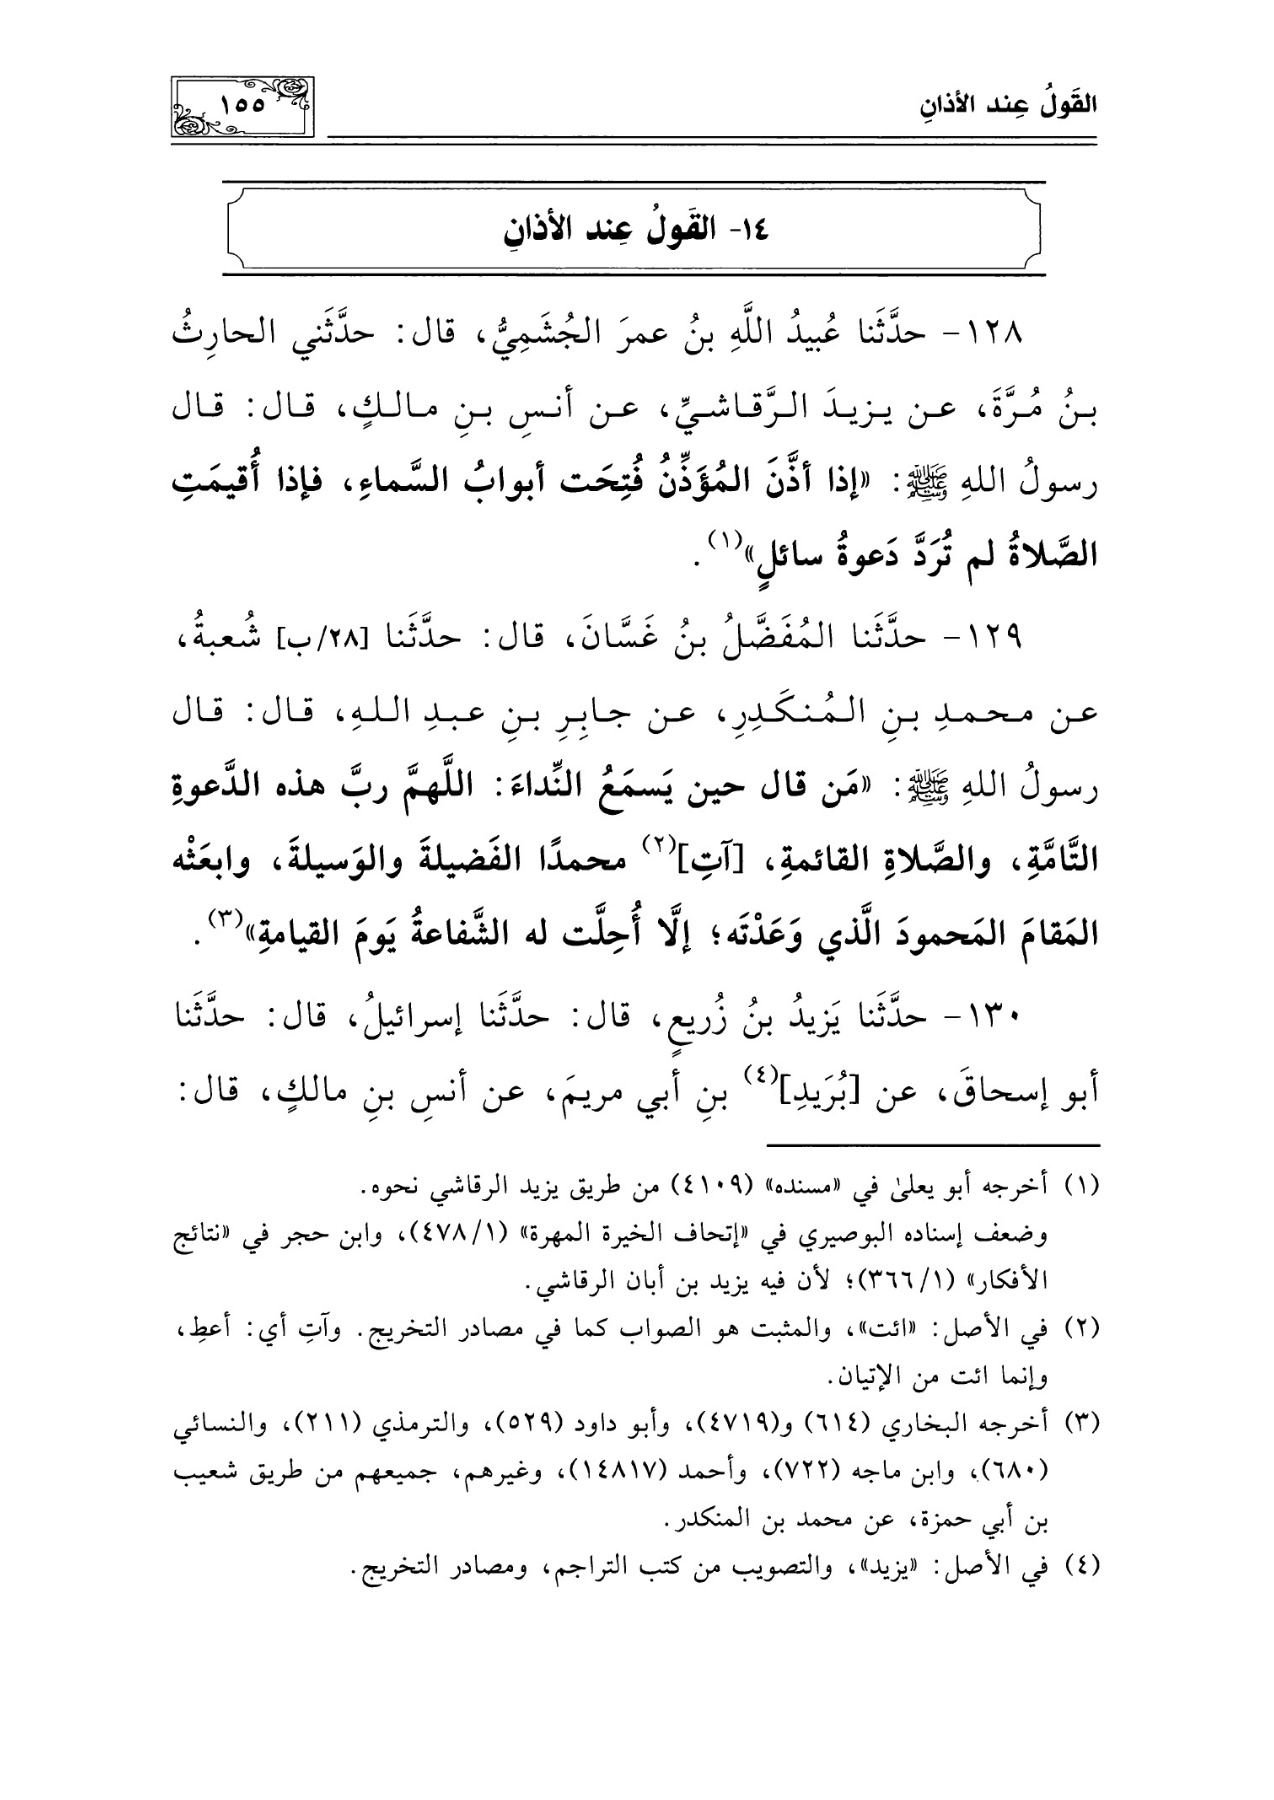 القَولُ عِند الأذانِ
١٥٥
١٤- القَولُ عِند الأذانِ
١٢٨- حدَّثَنا عُبيدُ اللَّهِ بنُ عمرَ الجُشَمِيُّ، قال: حدَّثَني الحارِثُ
بنُ مُرَّةَ، عن يزيدَ الرَّقاشيِّ، عن أنسِ بنِ مالكٍ، قال: قال
رسولُ اللهِ ﷺ: «إذا أذَّنَ المُؤَذِّنُ فُتِحَت أبوابُ السَّماءِ، فإذا أُقيمَتِ
الصَّلاةُ لم تُرَدَّ دَعوةُ سائلٍ»(١).
١٢٩- حدَّثَنا المُفَضَّلُ بنُ غَسَّانَ، قال: حدَّثَنا [٢٨/ب] شُعبةُ،
عن محمدِ بنِ المُنكَدِرِ، عن جابِرِ بنِ عبدِ اللهِ، قال: قال
رسولُ اللهِ ﷺ: «مَن قال حين يَسمَعُ النِّداءَ: اللَّهمَّ ربَّ هذه الدَّعوةِ
التَّامَّةِ، والصَّلاةِ القائمةِ، [آتِ](٢) محمدًا الفَضيلةَ والوَسيلةَ، وابعَثْه
المَقامَ المَحمودَ الَّذي وَعَدْتَه؛ إلَّا أُحِلَّت له الشَّفاعةُ يَومَ القيامةِ»(٣).
١٣٠- حدَّثَنا يَزيدُ بنُ زُريعٍ، قال: حدَّثَنا إسرائيلُ، قال: حدَّثَنا
أبو إسحاقَ، عن [بُرَيدِ](٤) بنِ أبي مريمَ، عن أنسِ بنِ مالكٍ، قال:
(١) أخرجه أبو يعلىٰ في «مسنده» (٤١٠٩) من طريق يزيد الرقاشي نحوه.
وضعف إسناده البوصيري في «إتحاف الخيرة المهرة» (٤٧٨/١)، وابن حجر في «نتائج
الأفكار» (٣٦٦/١)؛ لأن فيه يزيد بن أبان الرقاشي.
(٢) في الأصل: «ائت»، والمثبت هو الصواب كما في مصادر التخريج. وآتِ أي: أعطِ،
وإنما ائت من الإتيان.
(٣) أخرجه البخاري (٦١٤) و(٤٧١٩)، وأبو داود (٥٢٩)، والترمذي (٢١١)، والنسائي
(٦٨٠)، وابن ماجه (٧٢٢)، وأحمد (١٤٨١٧)، وغيرهم، جميعهم من طريق شعيب
بن أبي حمزة، عن محمد بن المنكدر.
(٤) في الأصل: «يزيد»، والتصويب من كتب التراجم، ومصادر التخريج.